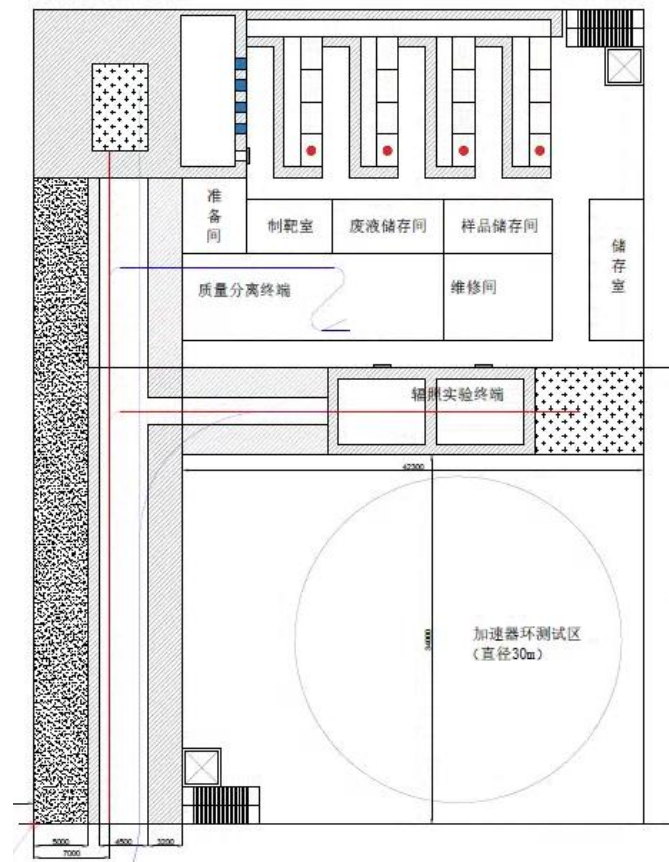 准备间
制靶室
废液储存间
样品储存间
储存室
质量分离终端
维修间
辐照实验终端
42300
34000
加速器环测试区
(直径30m)
5000
4500
3200
7000